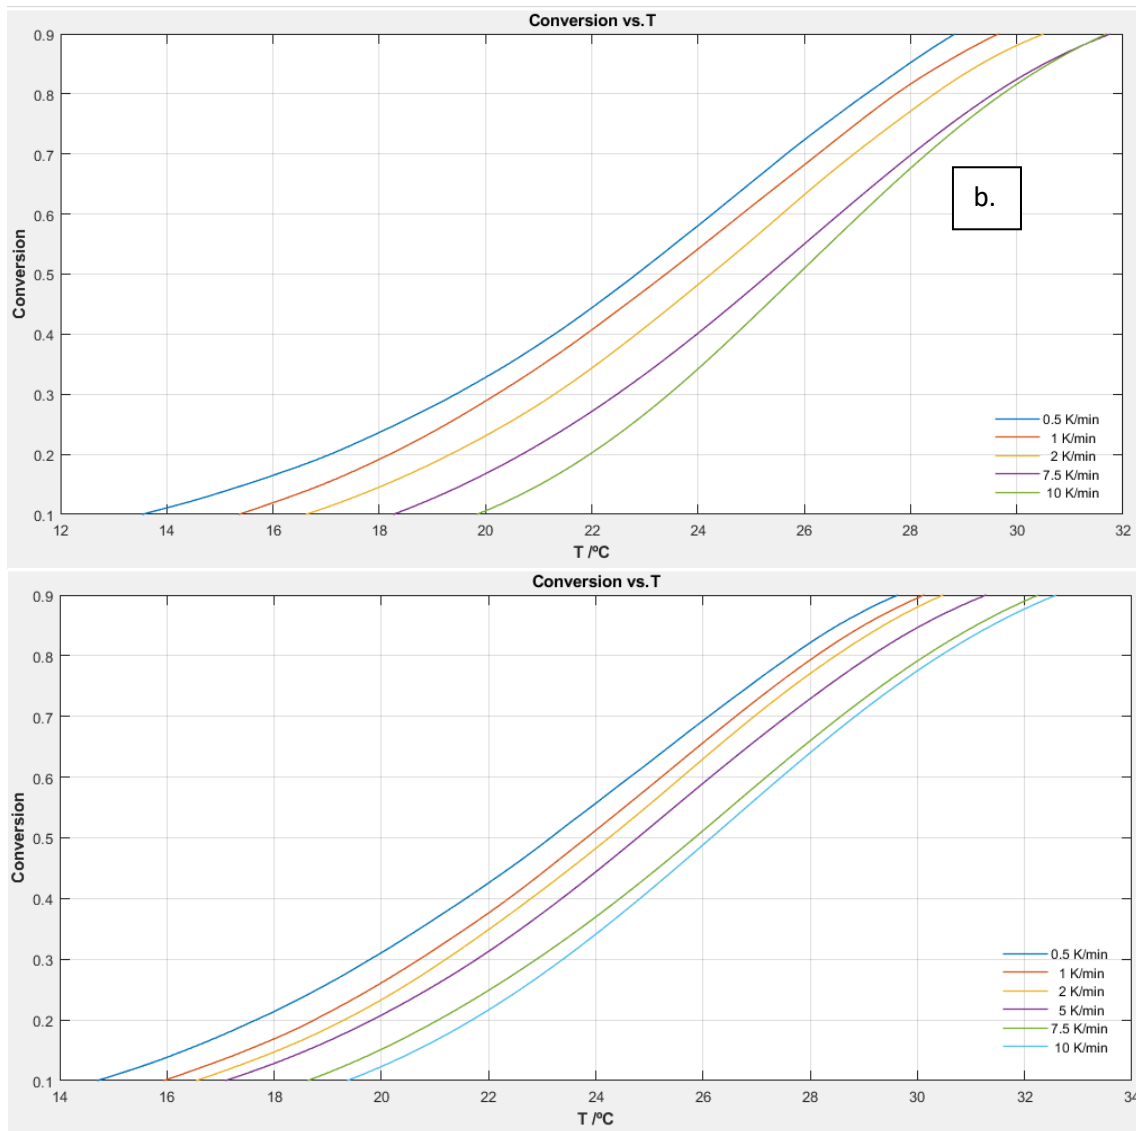 Conversion vs.T
0.9
0.8
0.7
0.6
0.5
0.4
0.3
0.2
0.1
Conversion
b.
0.5 K/min
1 K/min
2 K/min
7.5 K/min
10 K/min
12 14 16 18 20 22 24 26 28 30 32
T /ºC
Conversion vs.T
0.9
0.8
0.7
0.6
0.5
0.4
0.3
0.2
0.1
Conversion
0.5 K/min
1 K/min
2 K/min
5 K/min
7.5 K/min
10 K/min
14 16 18 20 22 24 26 28 30 32 34
T /ºC